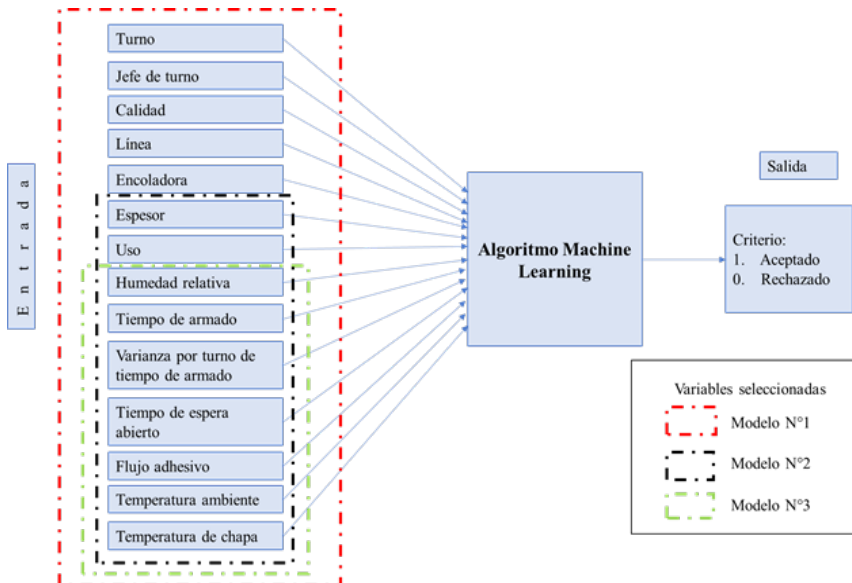 Entrada
Turno
Jefe de turno
Calidad
Línea
Encoladora
Espesor
Uso
Humedad relativa
Tiempo de armado
Varianza por turno de
tiempo de armado
Tiempo de espera
abierto
Flujo adhesivo
Temperatura ambiente
Temperatura de chapa
Algoritmo Machine
Learning
Salida
Criterio:
1. Aceptado
0. Rechazado
Variables seleccionadas
Modelo N°1
Modelo N°2
Modelo N°3